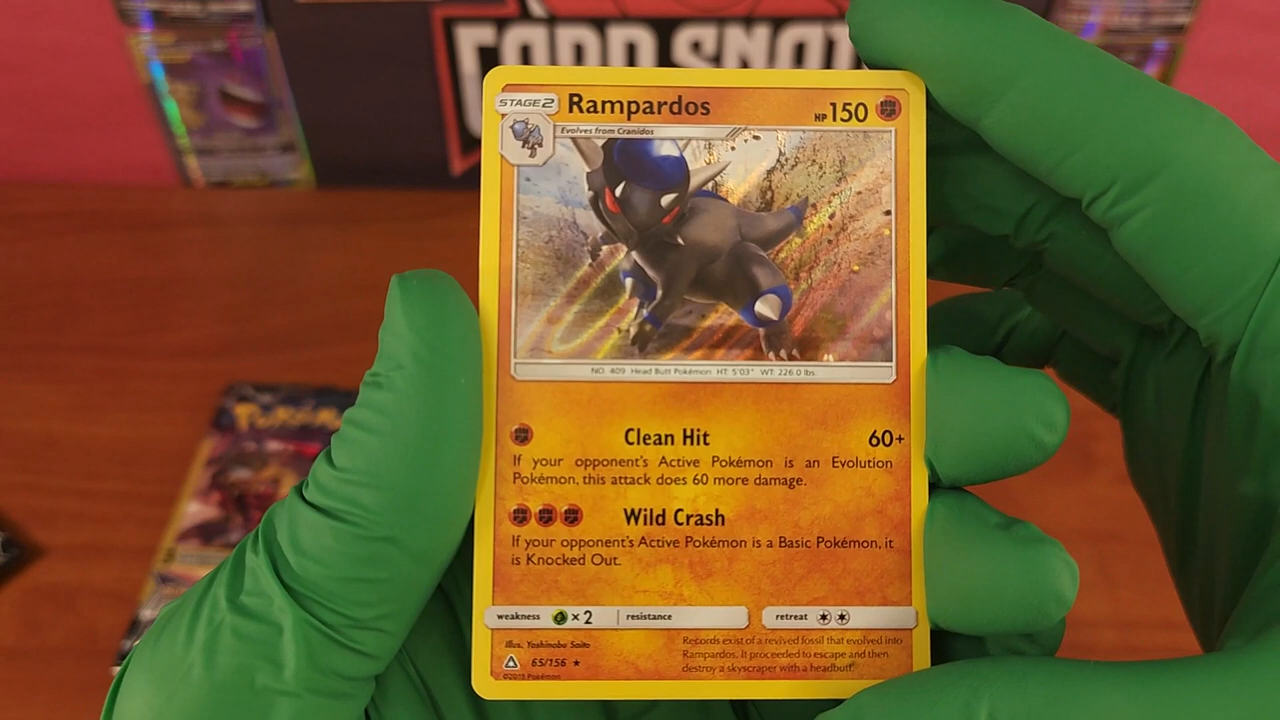 CARD SNAT
STAGE2 Rampardos HP150
Evolves from Cranidos
NO. 409 Head Butt Pokémon HT: 5'03" WT: 226.0 lbs.
Clean Hit 60+
If your opponent's Active Pokémon is an Evolution
Pokémon, this attack does 60 more damage.
Wild Crash
If your opponent's Active Pokémon is a Basic Pokémon, it
is Knocked Out.
weakness ×2 resistance retreat
Illus. Yoshinobu Saito
65/156 ★
Records exist of a revived fossil that evolved into
Rampardos. It proceeded to escape and then
destroy a skyscraper with a headbutt.
Pokémon